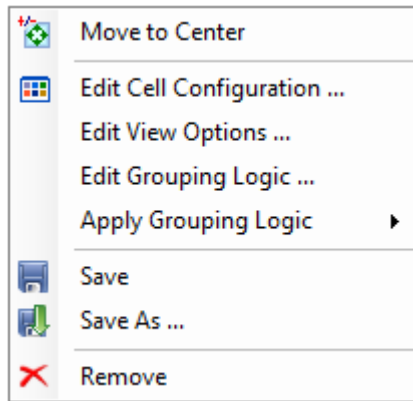 Move to Center
Edit Cell Configuration ...
Edit View Options ...
Edit Grouping Logic ...
Apply Grouping Logic
Save
Save As ...
Remove